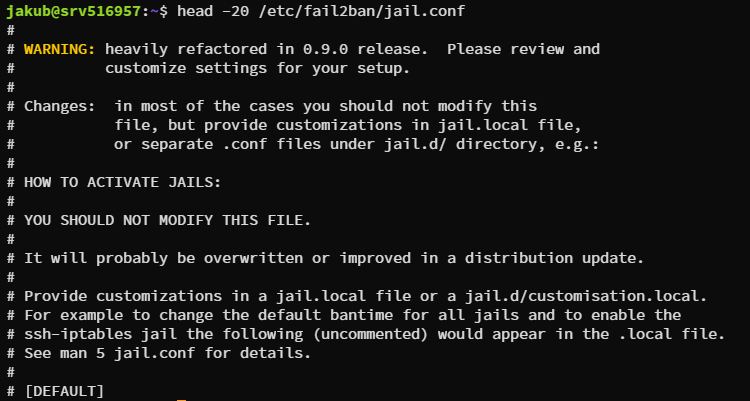 jakub@srv516957:~$ head -20 /etc/fail2ban/jail.conf
#
# WARNING: heavily refactored in 0.9.0 release.  Please review and
#          customize settings for your setup.
#
# Changes:  in most of the cases you should not modify this
#           file, but provide customizations in jail.local file,
#           or separate .conf files under jail.d/ directory, e.g.:
#
# HOW TO ACTIVATE JAILS:
#
# YOU SHOULD NOT MODIFY THIS FILE.
#
# It will probably be overwritten or improved in a distribution update.
#
# Provide customizations in a jail.local file or a jail.d/customisation.local.
# For example to change the default bantime for all jails and to enable the
# ssh-iptables jail the following (uncommented) would appear in the .local file.
# See man 5 jail.conf for details.
#
# [DEFAULT]